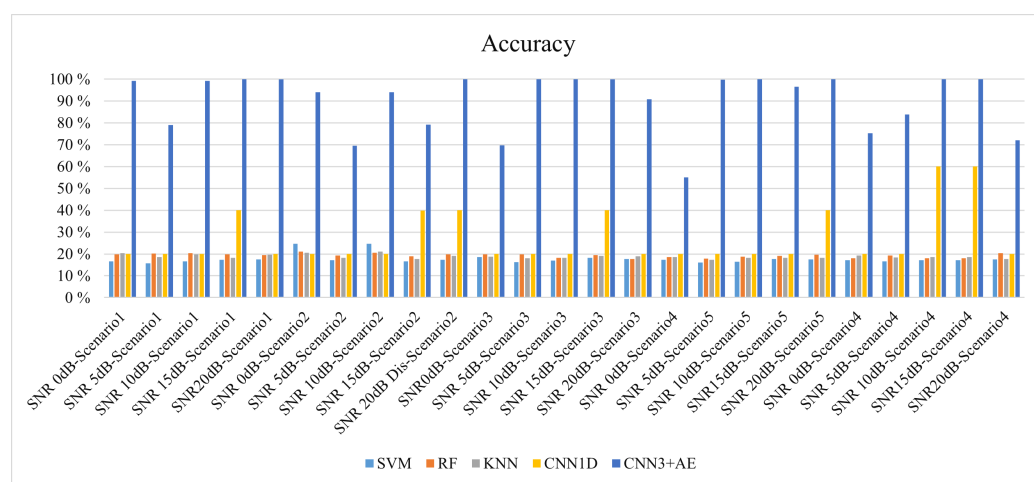 Accuracy
100 %
90 %
80 %
70 %
60 %
50 %
40 %
30 %
20 %
10 %
0 %
SNR 0dB-Scenario1
SNR 5dB-Scenario1
SNR 10dB-Scenario1
SNR 15dB-Scenario1
SNR20dB-Scenario1
SNR 0dB-Scenario2
SNR 5dB-Scenario2
SNR 10dB-Scenario2
SNR 15dB-Scenario2
SNR 20dB Dis-Scenario2
SNR0dB-Scenario3
SNR 5dB-Scenario3
SNR 10dB-Scenario3
SNR 15dB-Scenario3
SNR 20dB-Scenario3
SNR 0dB-Scenario4
SNR 5dB-Scenario5
SNR 10dB-Scenario5
SNR15dB-Scenario5
SNR 20dB-Scenario5
SNR 0dB-Scenario4
SNR 5dB-Scenario4
SNR 10dB-Scenario4
SNR15dB-Scenario4
SNR20dB-Scenario4
SVM RF KNN CNN1D CNN3+AE